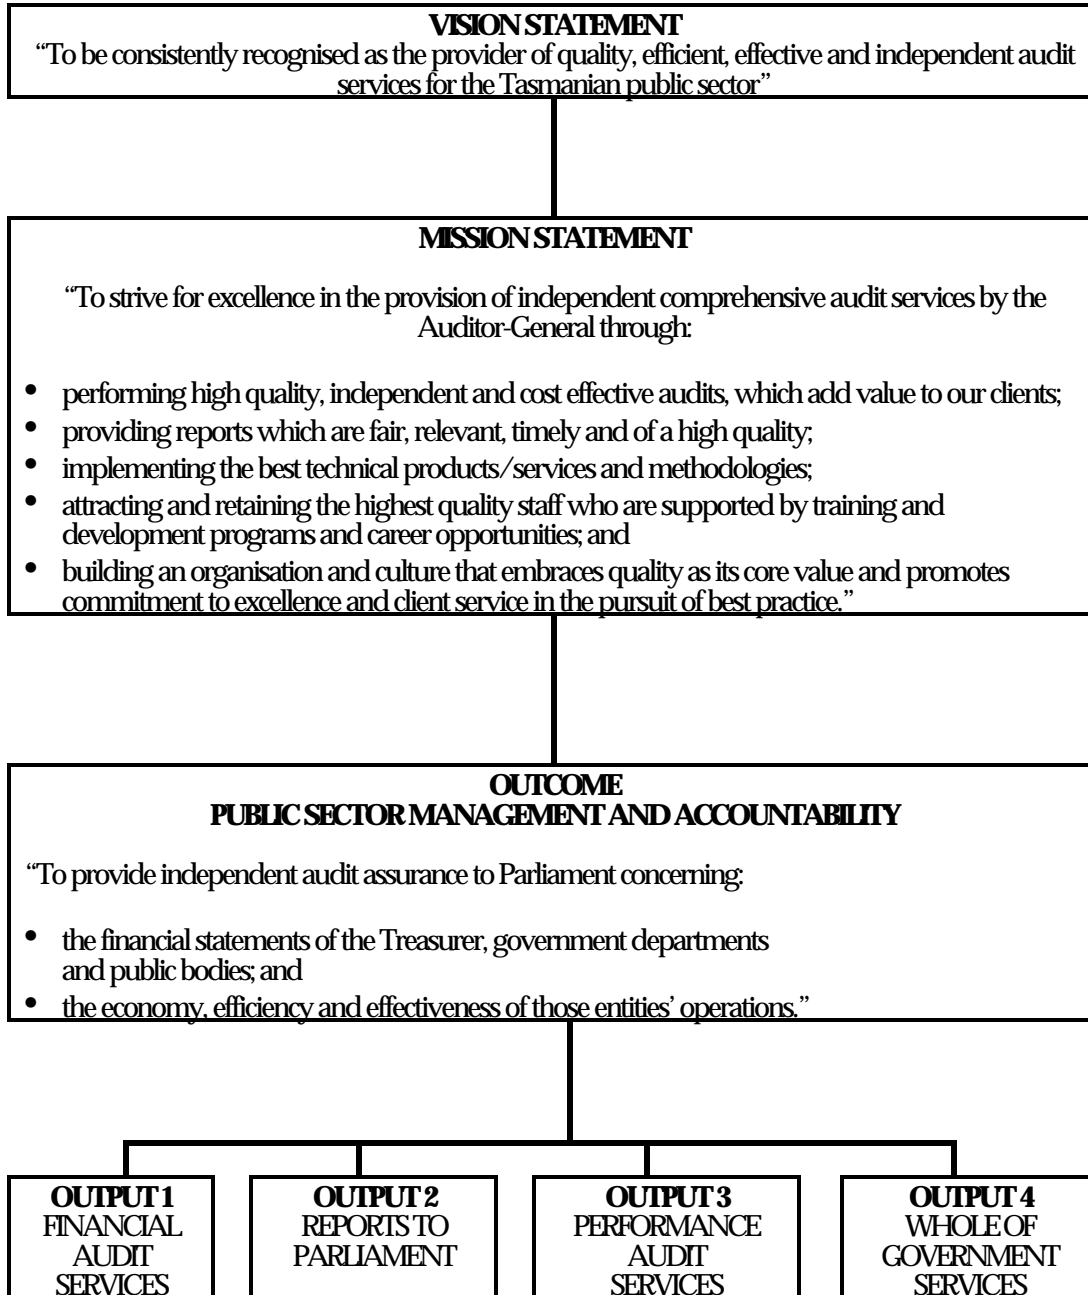 VISION STATEMENT
“To be consistently recognised as the provider of quality, efficient, effective and independent audit
services for the Tasmanian public sector”
MISSION STATEMENT
“To strive for excellence in the provision of independent comprehensive audit services by the
Auditor-General through:
• performing high quality, independent and cost effective audits, which add value to our clients;
• providing reports which are fair, relevant, timely and of a high quality;
• implementing the best technical products/services and methodologies;
• attracting and retaining the highest quality staff who are supported by training and
development programs and career opportunities; and
• building an organisation and culture that embraces quality as its core value and promotes
commitment to excellence and client service in the pursuit of best practice.”
OUTCOME
PUBLIC SECTOR MANAGEMENT AND ACCOUNTABILITY
“To provide independent audit assurance to Parliament concerning:
• the financial statements of the Treasurer, government departments
and public bodies; and
• the economy, efficiency and effectiveness of those entities’ operations.”
OUTPUT 1
FINANCIAL
AUDIT
SERVICES
OUTPUT 2
REPORTS TO
PARLIAMENT
OUTPUT 3
PERFORMANCE
AUDIT
SERVICES
OUTPUT 4
WHOLE OF
GOVERNMENT
SERVICES